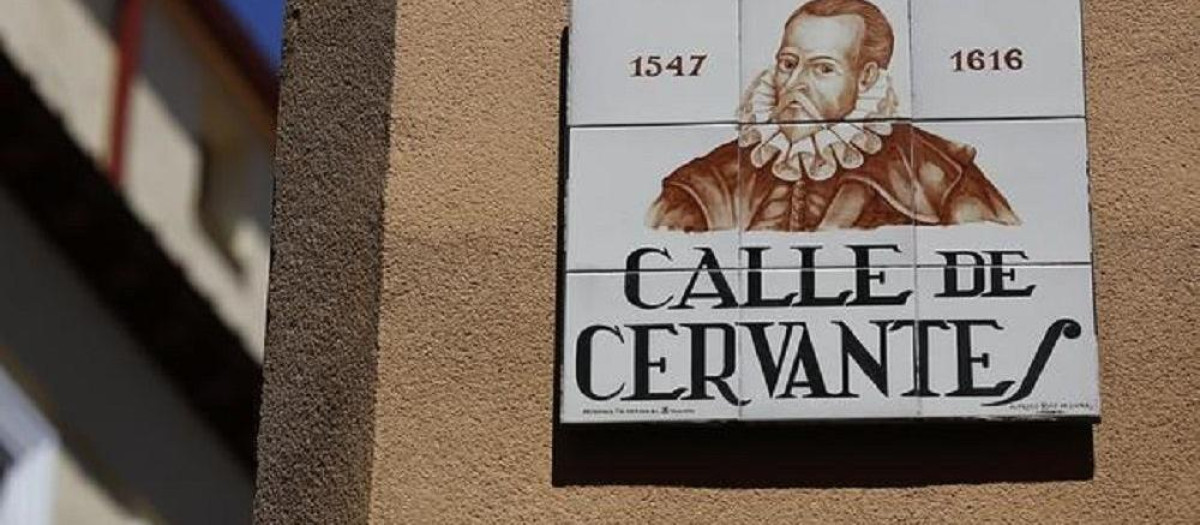 1547 1616
CALLE DE
CERVANTES